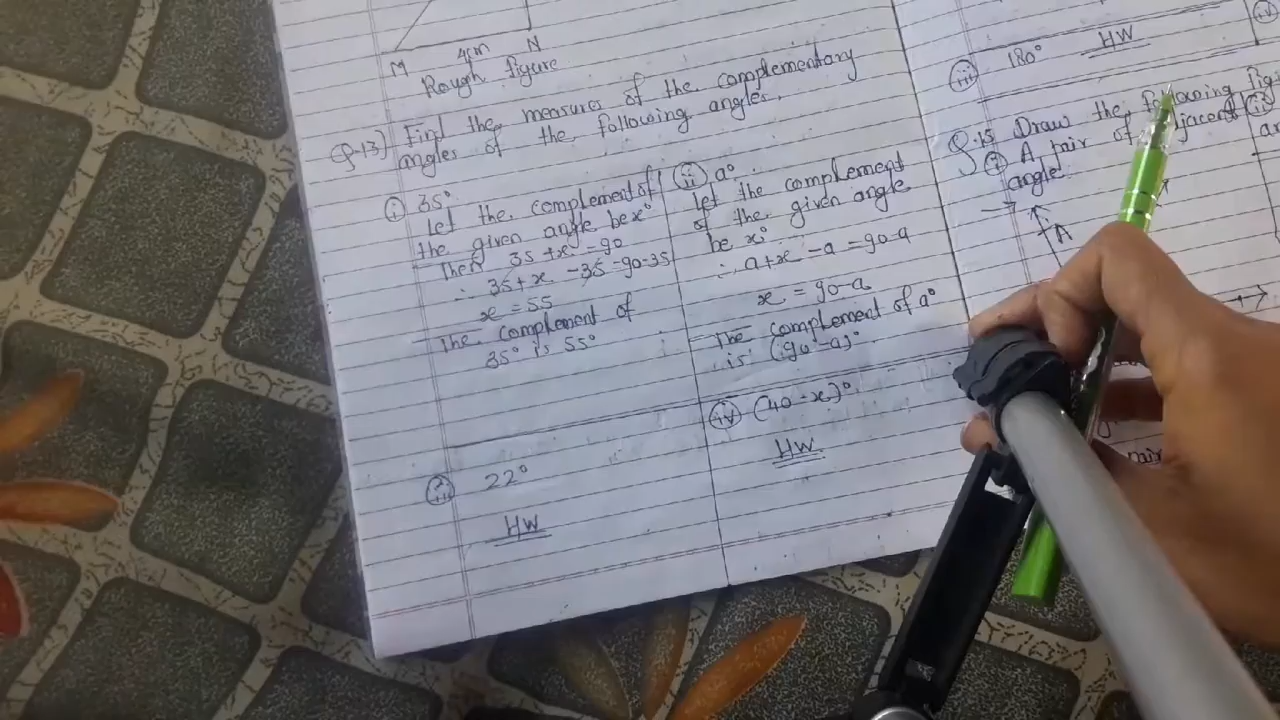 M 4cm N
Rough figure
Q-13) Find the measures of the complementary
angles of the following angles.
i 35°
Let the complement of
the given angle be x°
Then 35+x =90
∴ 35+x -35=90-35
x = 55
The complement of
35° is 55°
ii a°
Let the complement
of the given angle
be x°
∴ a+x -a =90-a
x = 90-a
The complement of a°
is (90-a)°
iii 22°
HW
iv (40-x)°
HW
iii 180° HW
Q.15 Draw the following
i A pair of
angle.
A
ii